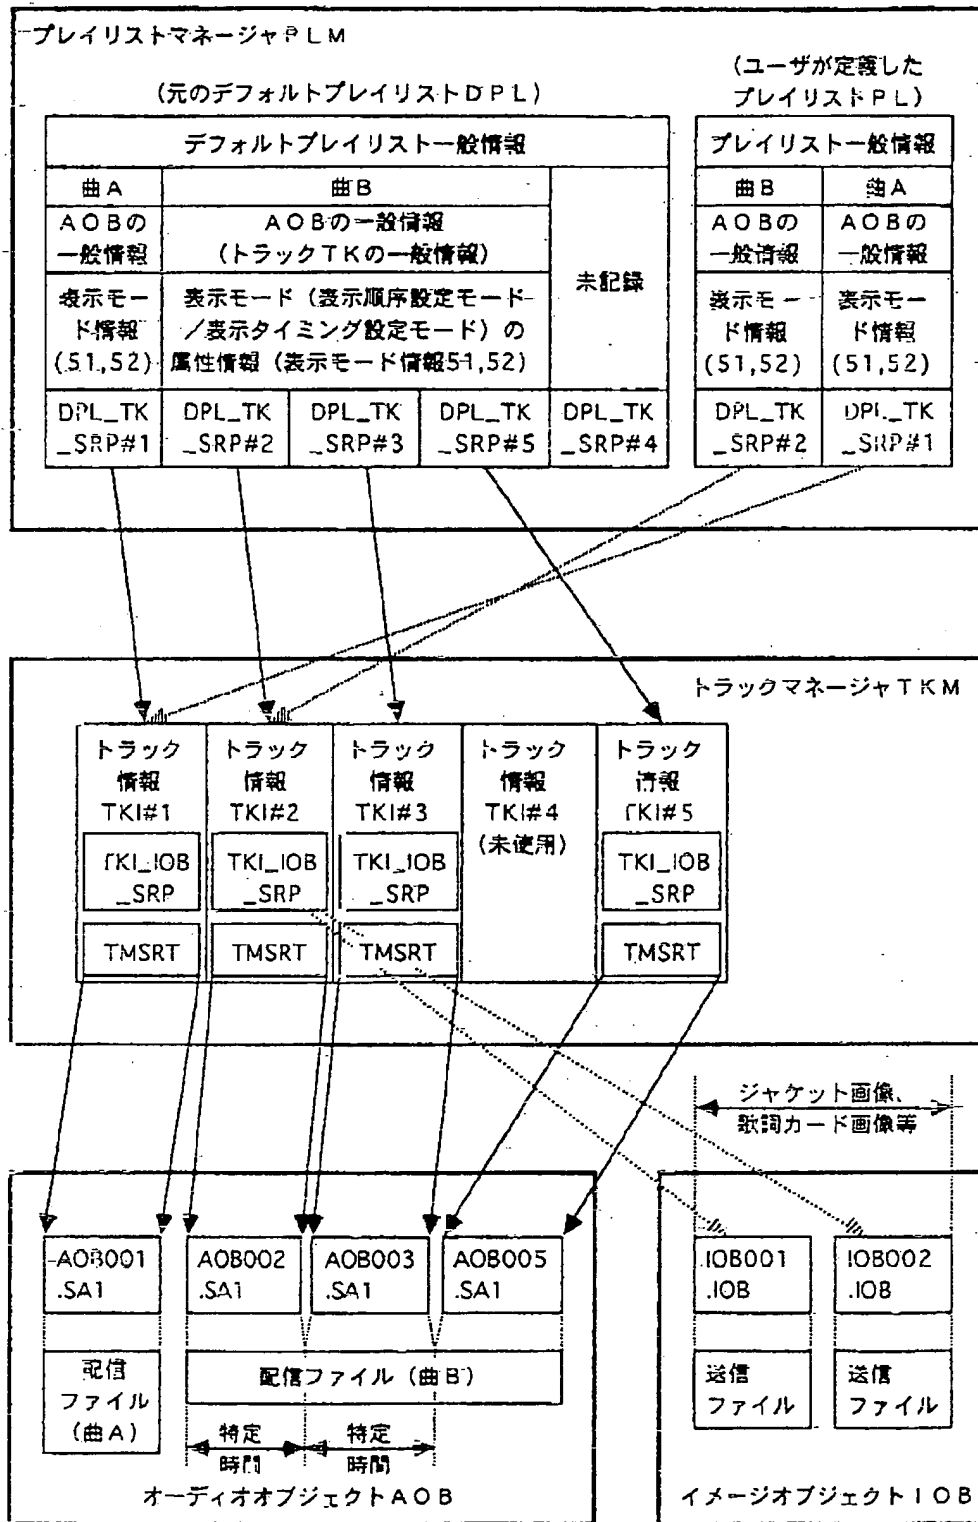 プレイリストマネージャPLM
(元のデフォルトプレイリストDPL)
(ユーザが定義した
プレイリストPL)
デフォルトプレイリスト一般情報
プレイリスト一般情報
曲A
曲B
曲B
曲A
AOBの
一般情報
AOBの一般情報
(トラックTKの一般情報)
未記録
AOBの
一般情報
AOBの
一般情報
表示モー
ド情報
(S1,S2)
表示モード(表示順序設定モード
/表示タイミング設定モード)の
属性情報(表示モード情報S1,S2)
表示モー
ド情報
(S1,S2)
表示モー
ド情報
(S1,S2)
DPL_TK
_SRP#1
DPL_TK
_SRP#2
DPL_TK
_SRP#3
DPL_TK
_SRP#5
DPL_TK
_SRP#4
DPL_TK
_SRP#2
DPL_TK
_SRP#1
トラックマネージャTKM
トラック
情報
TKI#1
トラック
情報
TKI#2
トラック
情報
TKI#3
トラック
情報
TKI#4
(未使用)
トラック
情報
TKI#5
TKI_IOB
_SRP
TKI_IOB
_SRP
TKI_IOB
_SRP
TKI_IOB
_SRP
TMSRT
TMSRT
TMSRT
TMSRT
ジャケット画像、
歌詞カード画像等
AOB001
.SA1
AOB002
.SA1
AOB003
.SA1
AOB005
.SA1
IOB001
.IOB
IOB002
.IOB
配信
ファイル
(曲A)
配信ファイル(曲B)
送信
ファイル
送信
ファイル
特定
時間
特定
時間
オーディオオブジェクトAOB
イメージオブジェクトIOB